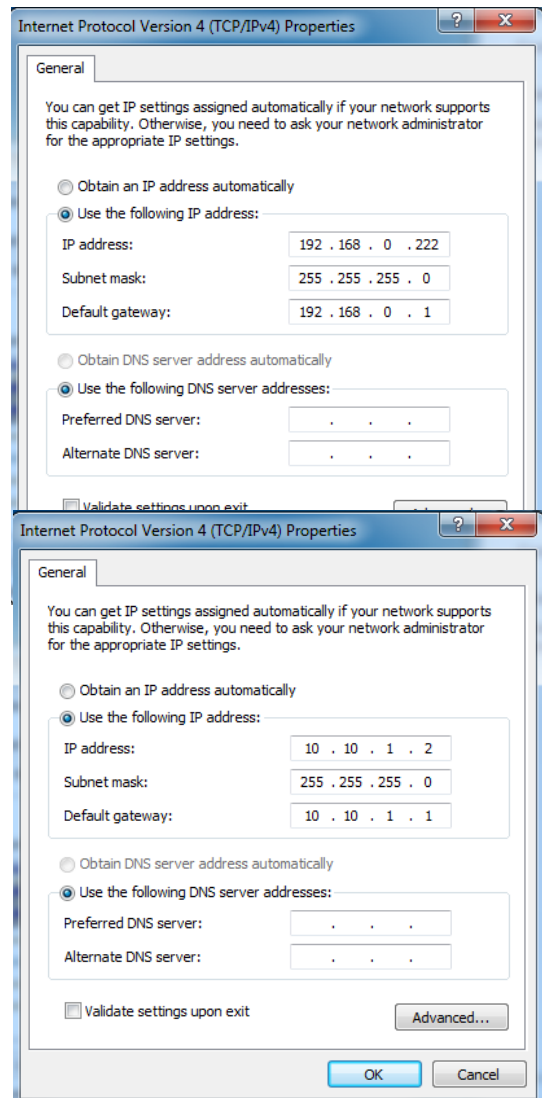 Internet Protocol Version 4 (TCP/IPv4) Properties
?
X
General
You can get IP settings assigned automatically if your network supports
this capability. Otherwise, you need to ask your network administrator
for the appropriate IP settings.
Obtain an IP address automatically
Use the following IP address:
IP address: 192 . 168 . 0 . 222
Subnet mask: 255 . 255 . 255 . 0
Default gateway: 192 . 168 . 0 . 1
Obtain DNS server address automatically
Use the following DNS server addresses:
Preferred DNS server: . . .
Alternate DNS server: . . .
Validate settings upon exit
Internet Protocol Version 4 (TCP/IPv4) Properties
?
X
General
You can get IP settings assigned automatically if your network supports
this capability. Otherwise, you need to ask your network administrator
for the appropriate IP settings.
Obtain an IP address automatically
Use the following IP address:
IP address: 10 . 10 . 1 . 2
Subnet mask: 255 . 255 . 255 . 0
Default gateway: 10 . 10 . 1 . 1
Obtain DNS server address automatically
Use the following DNS server addresses:
Preferred DNS server: . . .
Alternate DNS server: . . .
Validate settings upon exit
Advanced...
OK Cancel